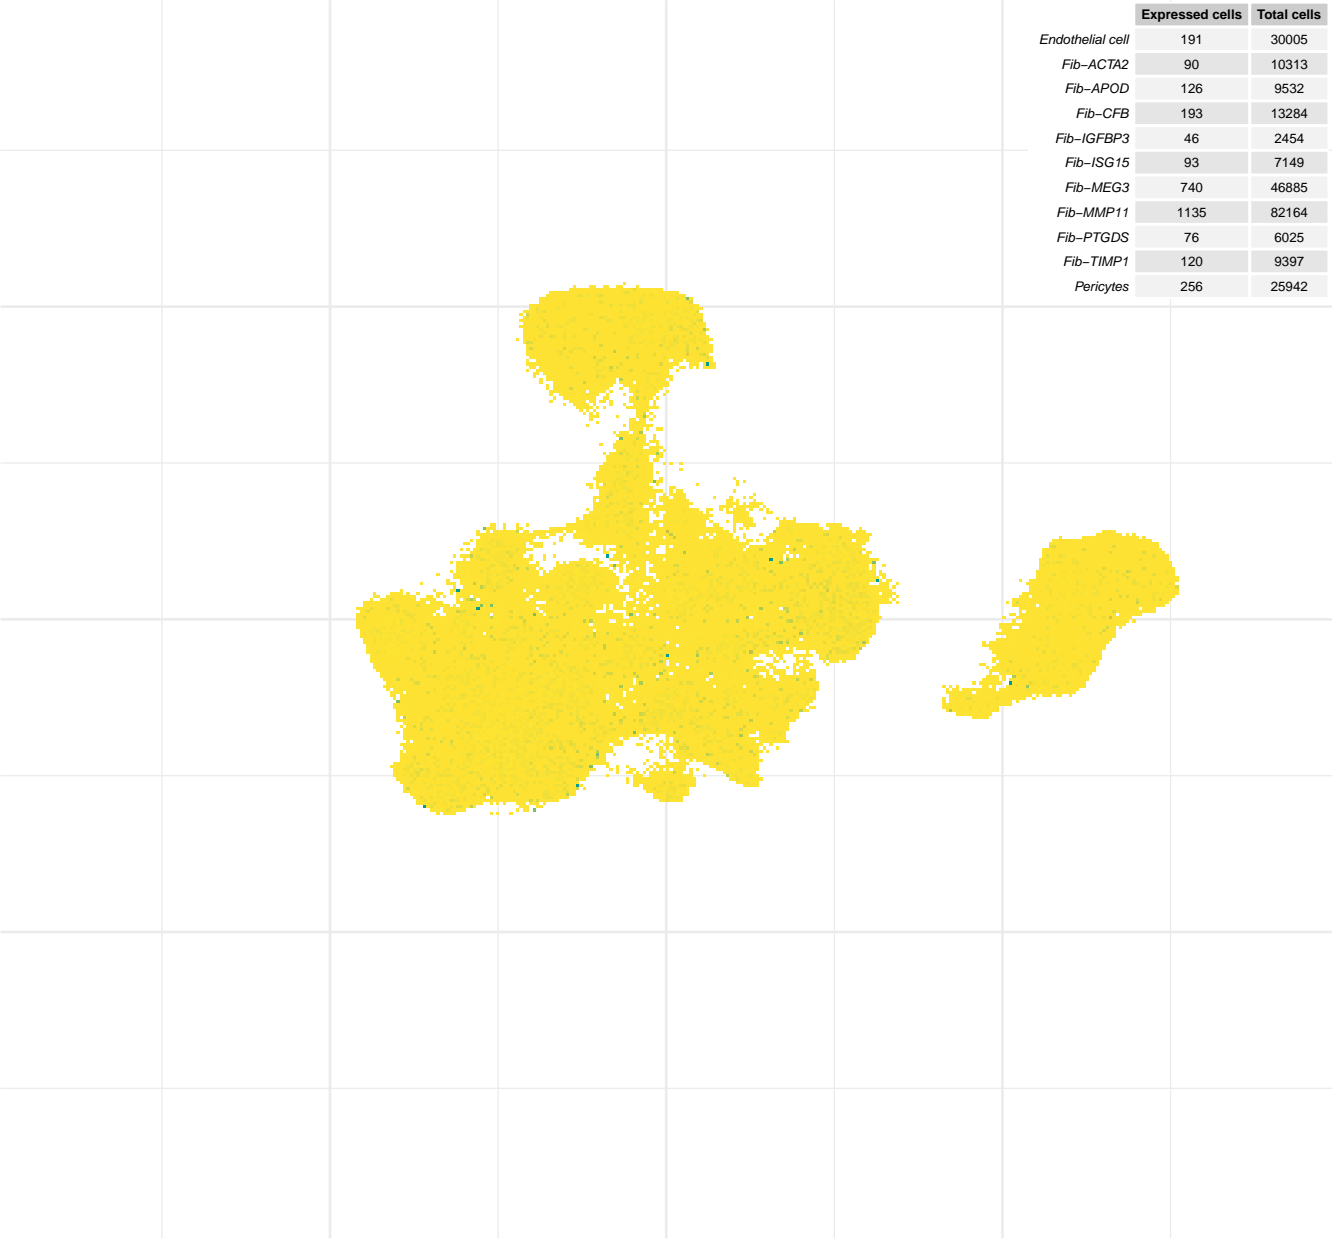 Expressed cells Total cells
Endothelial cell 191 30005
Fib−ACTA2 90 10313
Fib−APOD 126 9532
Fib−CFB 193 13284
Fib−IGFBP3 46 2454
Fib−ISG15 93 7149
Fib−MEG3 740 46885
Fib−MMP11 1135 82164
Fib−PTGDS 76 6025
Fib−TIMP1 120 9397
Pericytes 256 25942